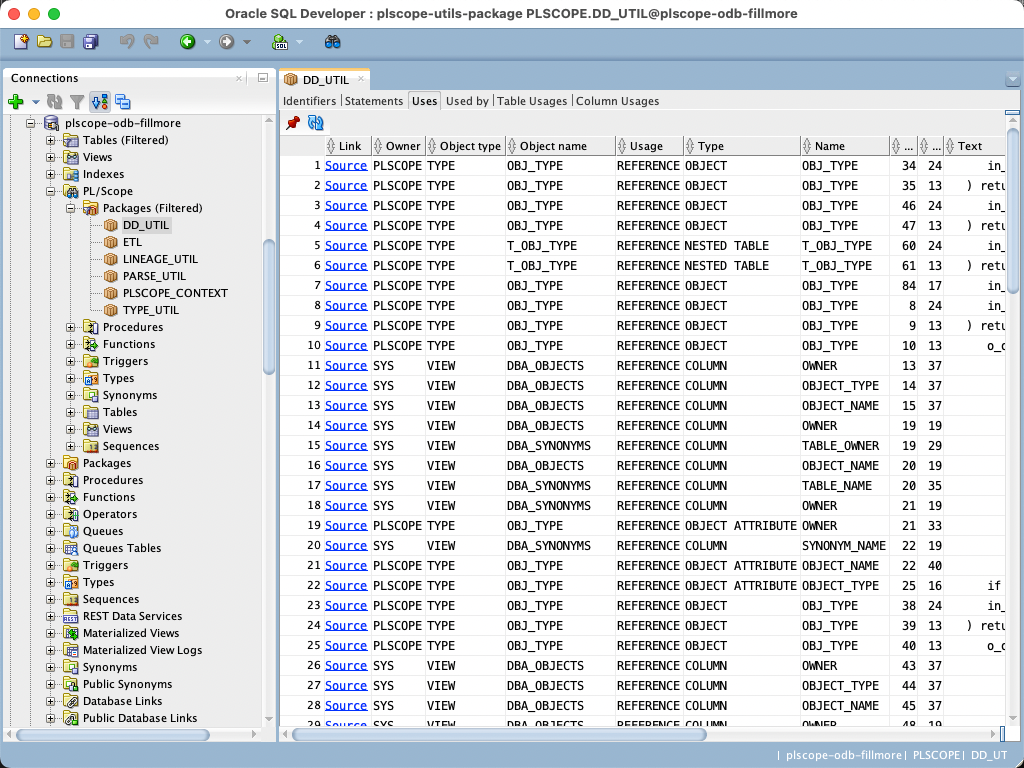 Oracle SQL Developer : plscope-utils-package PLSCOPE.DD_UTIL@plscope-odb-fillmore
SQL
Connections
plscope-odb-fillmore
Tables (Filtered)
Views
Indexes
PL/Scope
Packages (Filtered)
DD_UTIL
ETL
LINEAGE_UTIL
PARSE_UTIL
PLSCOPE_CONTEXT
TYPE_UTIL
Procedures
Functions
Triggers
Types
Synonyms
Tables
Views
Sequences
Packages
Procedures
Functions
Operators
Queues
Queues Tables
Triggers
Types
Sequences
REST Data Services
Materialized Views
Materialized View Logs
Synonyms
Public Synonyms
Database Links
Public Database Links
DD_UTIL
Identifiers Statements Uses Used by Table Usages Column Usages
Link Owner Object type Object name Usage Type Name ... ... Text
1 Source PLSCOPE TYPE OBJ_TYPE REFERENCE OBJECT OBJ_TYPE 34 24 in_
2 Source PLSCOPE TYPE OBJ_TYPE REFERENCE OBJECT OBJ_TYPE 35 13 ) retu
3 Source PLSCOPE TYPE OBJ_TYPE REFERENCE OBJECT OBJ_TYPE 46 24 in_
4 Source PLSCOPE TYPE OBJ_TYPE REFERENCE OBJECT OBJ_TYPE 47 13 ) retu
5 Source PLSCOPE TYPE T_OBJ_TYPE REFERENCE NESTED TABLE T_OBJ_TYPE 60 24 in_
6 Source PLSCOPE TYPE T_OBJ_TYPE REFERENCE NESTED TABLE T_OBJ_TYPE 61 13 ) retu
7 Source PLSCOPE TYPE OBJ_TYPE REFERENCE OBJECT OBJ_TYPE 84 17 in_
8 Source PLSCOPE TYPE OBJ_TYPE REFERENCE OBJECT OBJ_TYPE 8 24 in_
9 Source PLSCOPE TYPE OBJ_TYPE REFERENCE OBJECT OBJ_TYPE 9 13 ) retu
10 Source PLSCOPE TYPE OBJ_TYPE REFERENCE OBJECT OBJ_TYPE 10 13 o_o
11 Source SYS VIEW DBA_OBJECTS REFERENCE COLUMN OWNER 13 37
12 Source SYS VIEW DBA_OBJECTS REFERENCE COLUMN OBJECT_TYPE 14 37
13 Source SYS VIEW DBA_OBJECTS REFERENCE COLUMN OBJECT_NAME 15 37
14 Source SYS VIEW DBA_OBJECTS REFERENCE COLUMN OWNER 19 19
15 Source SYS VIEW DBA_SYNONYMS REFERENCE COLUMN TABLE_OWNER 19 29
16 Source SYS VIEW DBA_OBJECTS REFERENCE COLUMN OBJECT_NAME 20 19
17 Source SYS VIEW DBA_SYNONYMS REFERENCE COLUMN TABLE_NAME 20 35
18 Source SYS VIEW DBA_SYNONYMS REFERENCE COLUMN OWNER 21 19
19 Source PLSCOPE TYPE OBJ_TYPE REFERENCE OBJECT ATTRIBUTE OWNER 21 33
20 Source SYS VIEW DBA_SYNONYMS REFERENCE COLUMN SYNONYM_NAME 22 19
21 Source PLSCOPE TYPE OBJ_TYPE REFERENCE OBJECT ATTRIBUTE OBJECT_NAME 22 40
22 Source PLSCOPE TYPE OBJ_TYPE REFERENCE OBJECT ATTRIBUTE OBJECT_TYPE 25 16 if
23 Source PLSCOPE TYPE OBJ_TYPE REFERENCE OBJECT OBJ_TYPE 38 24 in_
24 Source PLSCOPE TYPE OBJ_TYPE REFERENCE OBJECT OBJ_TYPE 39 13 ) retu
25 Source PLSCOPE TYPE OBJ_TYPE REFERENCE OBJECT OBJ_TYPE 40 13 o_o
26 Source SYS VIEW DBA_OBJECTS REFERENCE COLUMN OWNER 43 37
27 Source SYS VIEW DBA_OBJECTS REFERENCE COLUMN OBJECT_TYPE 44 37
28 Source SYS VIEW DBA_OBJECTS REFERENCE COLUMN OBJECT_NAME 45 37
29 Source SYS VIEW DBA_OBJECTS REFERENCE COLUMN OWNER 48 19
plscope-odb-fillmore| PLSCOPE| DD_UT